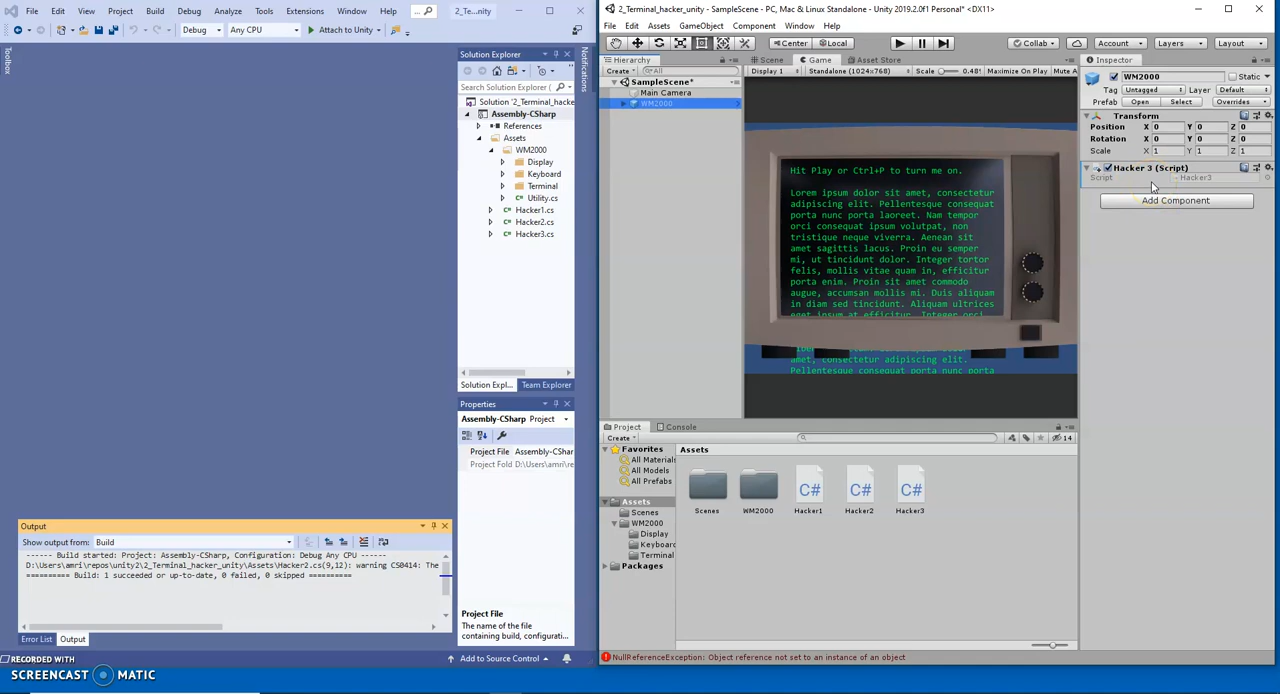 File Edit View Project Build Debug Test Analyze Tools Extensions Window Help ... 2_Te...nity
Debug Any CPU Attach to Unity
Toolbox
Solution Explorer
Search Solution Explorer (
Solution '2_Terminal_hacke
Assembly-CSharp
References
Assets
WM2000
Display
Keyboard
Terminal
Utility.cs
Hacker1.cs
Hacker2.cs
Hacker3.cs
Notifications
Solution Expl... Team Explorer
Properties
Assembly-CSharp Project
Project File Assembly-CShar
Project Fold D:\Users\amri\re
Project File
The name of the file
containing build, configurati...
Output
Show output from: Build
------ Build started: Project: Assembly-CSharp, Configuration: Debug Any CPU ------
D:\Users\amri\repos\unity2\2_Terminal_hacker_unity\Assets\Hacker2.cs(9,12): warning CS0414: The
========== Build: 1 succeeded or up-to-date, 0 failed, 0 skipped ==========
Error List Output
Add to Source Control
RECORDED WITH
SCREENCAST MATIC
2_Terminal_hacker_unity - SampleScene - PC, Mac & Linux Standalone - Unity 2019.2.0f1 Personal* <DX11>
File Edit Assets GameObject Component Window Help
Center Local Collab Account Layers Layout
Hierarchy
Create All
SampleScene*
Main Camera
WM2000
Scene Game Asset Store
Display 1 Standalone (1024x768) Scale 0.48 Maximize On Play Mute A
Hit Play or Ctrl+P to turn me on.
Lorem ipsum dolor sit amet, consectetur
adipiscing elit. Pellentesque consequat
porta nunc porta laoreet. Nam tempor
orci consequat ipsum volutpat, non
tristique neque viverra. Aenean sit
amet sagittis lacus. Proin eu semper
mi, ut tincidunt dolor. Integer tortor
felis, mollis vitae quam in, efficitur
porta enim. Proin sit amet commodo
augue, accumsan mollis mi. Duis aliquam
in diam sed tincidunt. Aliquam ultrices
eget ipsum at efficitur. Integer orci
amet, consectetur adipiscing elit.
Pellentesque consequat porta nunc porta
Inspector
WM2000 Static
Tag Untagged Layer Default
Prefab Open Select Overrides
Transform
Position X 0 Y 0 Z 0
Rotation X 0 Y 0 Z 0
Scale X 1 Y 1 Z 1
Hacker 3 (Script)
Script Hacker3
Add Component
Project Console
Create 14
Favorites
All Materials
All Models
All Prefabs
Assets
Scenes
WM2000
Display
Keyboard
Terminal
Packages
Assets
Scenes WM2000 Hacker1 Hacker2 Hacker3
NullReferenceException: Object reference not set to an instance of an object